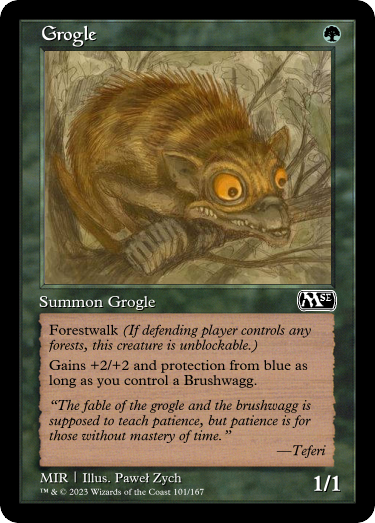 Grogle
Summon Grogle
MSE
Forestwalk (If defending player controls any
forests, this creature is unblockable.)
Gains +2/+2 and protection from blue as
long as you control a Brushwagg.
“The fable of the grogle and the brushwagg is
supposed to teach patience, but patience is for
those without mastery of time.”
—Teferi
MIR | Illus. Paweł Zych
™ & © 2023 Wizards of the Coast 101/167
1/1